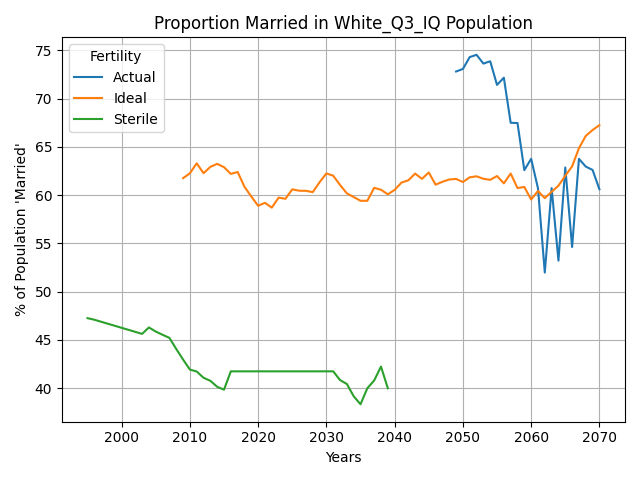 Proportion Married in White_Q3_IQ Population
% of Population 'Married'
75
70
65
60
55
50
45
40
Fertility
Actual
Ideal
Sterile
2000 2010 2020 2030 2040 2050 2060 2070
Years